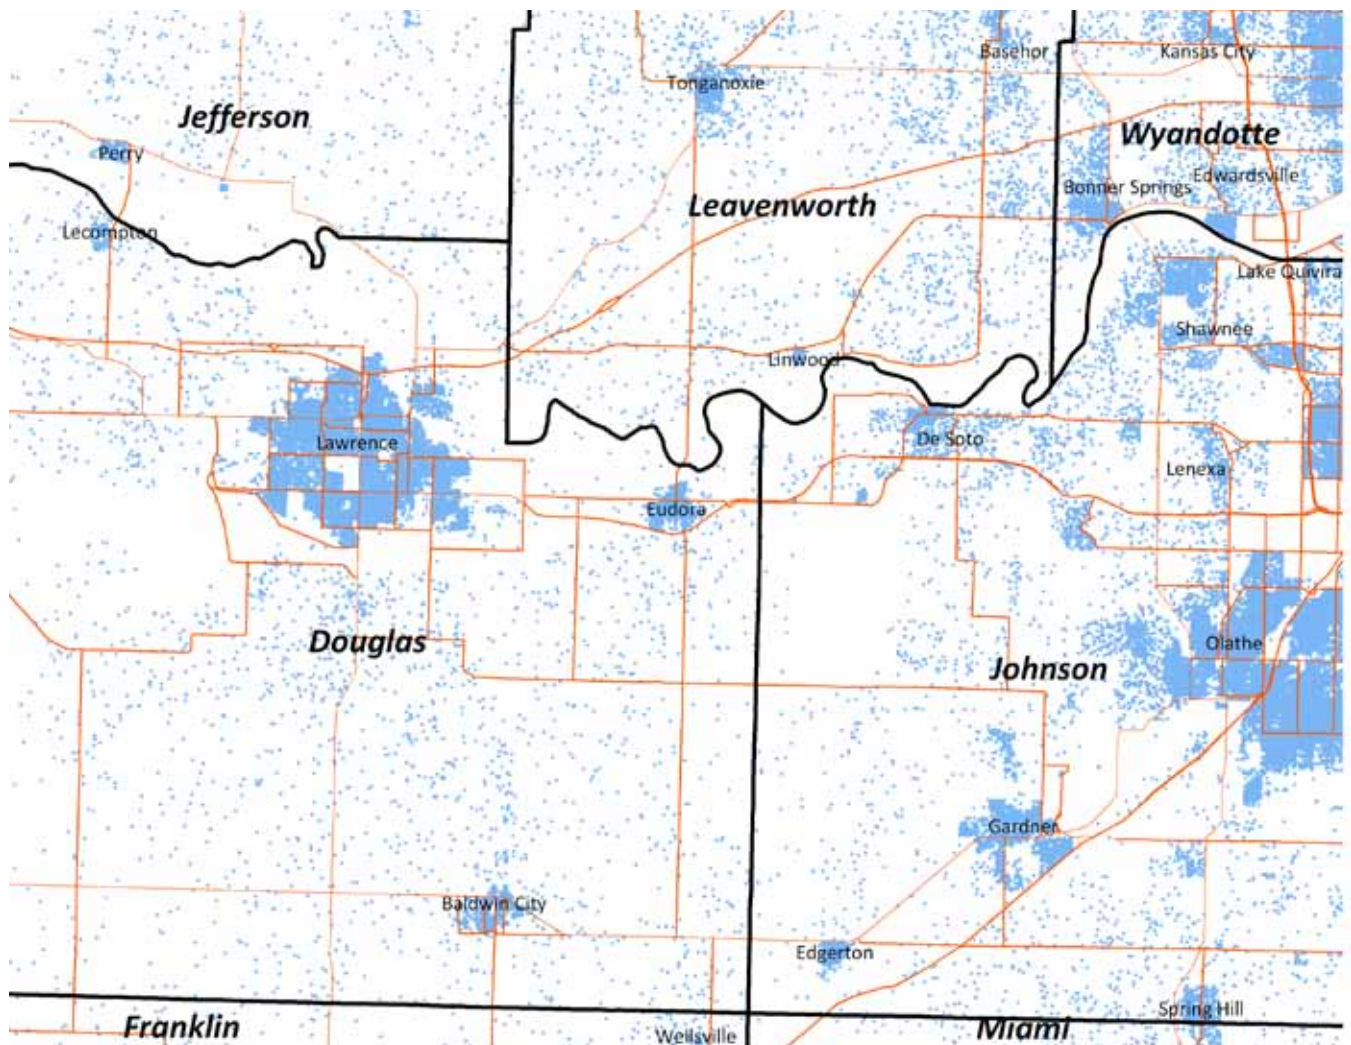 Basehor
Kansas City
Tonganoxie
Jefferson
Wyandotte
Perry
Edwardsville
Bonner Springs
Leavenworth
Lecompton
Lake Quivira
Shawnee
Linwood
De Soto
Lawrence
Lenexa
Eudora
Douglas
Olathe
Johnson
Gardner
Baldwin City
Edgerton
Spring Hill
Franklin
Wellsville
Miami